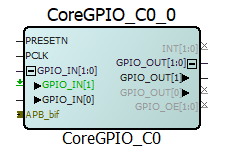 CoreGPIO_C0_0
PRESETN
PCLK
GPIO_IN[1:0]
GPIO_IN[1]
GPIO_IN[0]
APB_bif
INT[1:0]
GPIO_OUT[1:0]
GPIO_OUT[1]
GPIO_OUT[0]
GPIO_OE[1:0]
CoreGPIO_C0